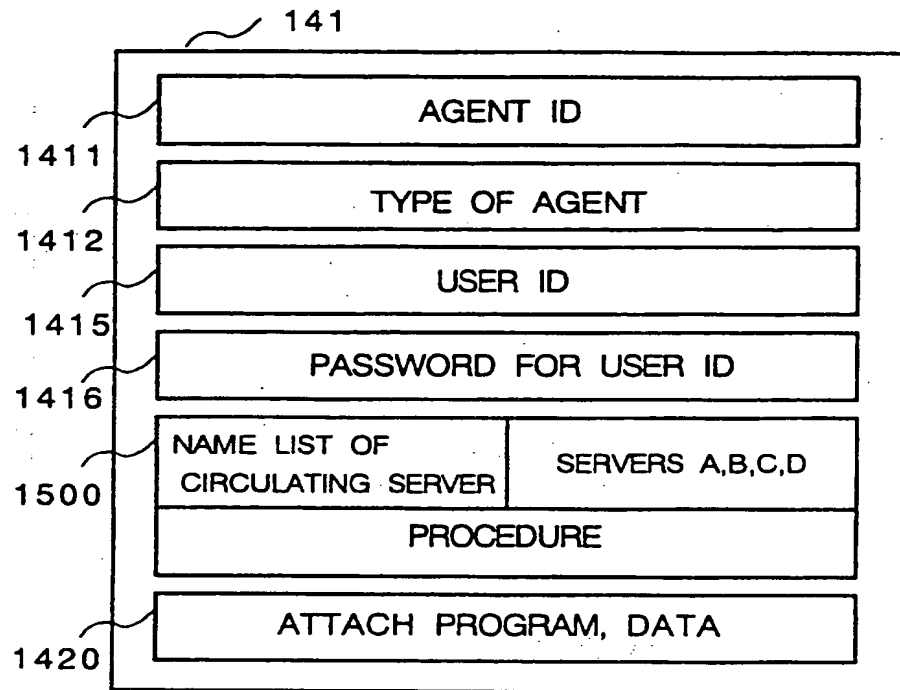 141
AGENT ID
1411
TYPE OF AGENT
1412
USER ID
1415
PASSWORD FOR USER ID
1416
NAME LIST OF
CIRCULATING SERVER
SERVERS A,B,C,D
1500
PROCEDURE
ATTACH PROGRAM, DATA
1420